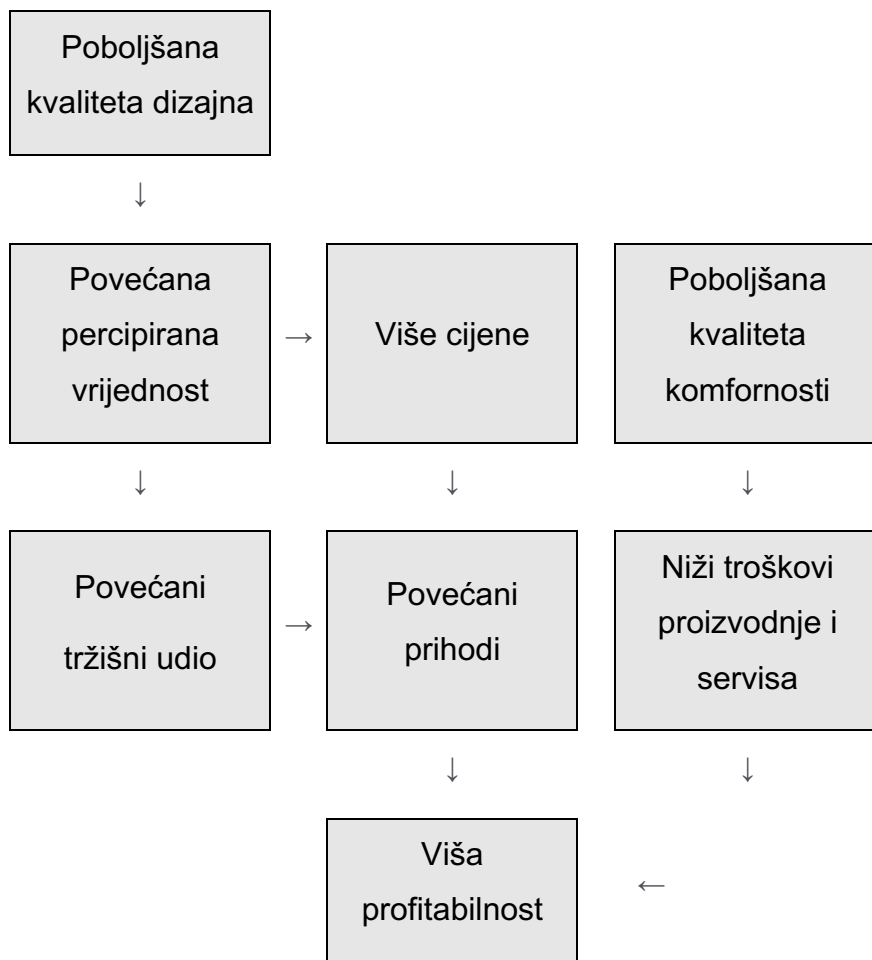 Poboljšana
kvaliteta dizajna
↓
Povećana
percipirana
vrijednost
→
Više cijene
Poboljšana
kvaliteta
komfornosti
↓
↓
↓
Povećani
tržišni udio
→
Povećani
prihodi
Niži troškovi
proizvodnje i
servisa
↓
↓
Viša
profitabilnost
←